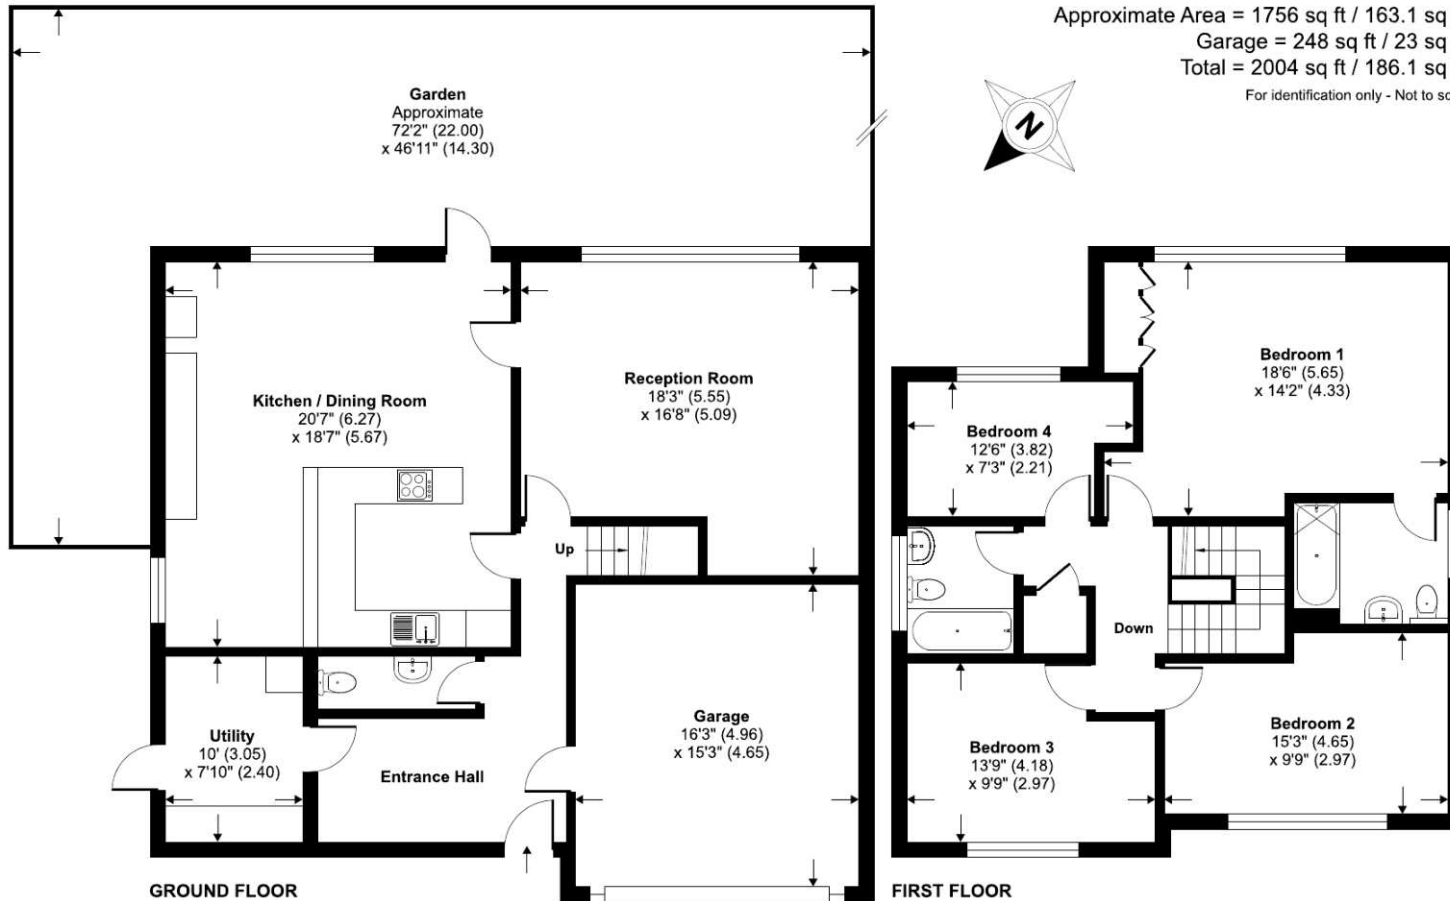 Approximate Area = 1756 sq ft / 163.1 sq
Garage = 248 sq ft / 23 sq
Total = 2004 sq ft / 186.1 sq
For identification only - Not to sc
N
Garden
Approximate
72'2" (22.00)
x 46'11" (14.30)
Kitchen / Dining Room
20'7" (6.27)
x 18'7" (5.67)
Reception Room
18'3" (5.55)
x 16'8" (5.09)
Up
Utility
10' (3.05)
x 7'10" (2.40)
Entrance Hall
Garage
16'3" (4.96)
x 15'3" (4.65)
GROUND FLOOR
Bedroom 1
18'6" (5.65)
x 14'2" (4.33)
Bedroom 4
12'6" (3.82)
x 7'3" (2.21)
Down
Bedroom 3
13'9" (4.18)
x 9'9" (2.97)
Bedroom 2
15'3" (4.65)
x 9'9" (2.97)
FIRST FLOOR